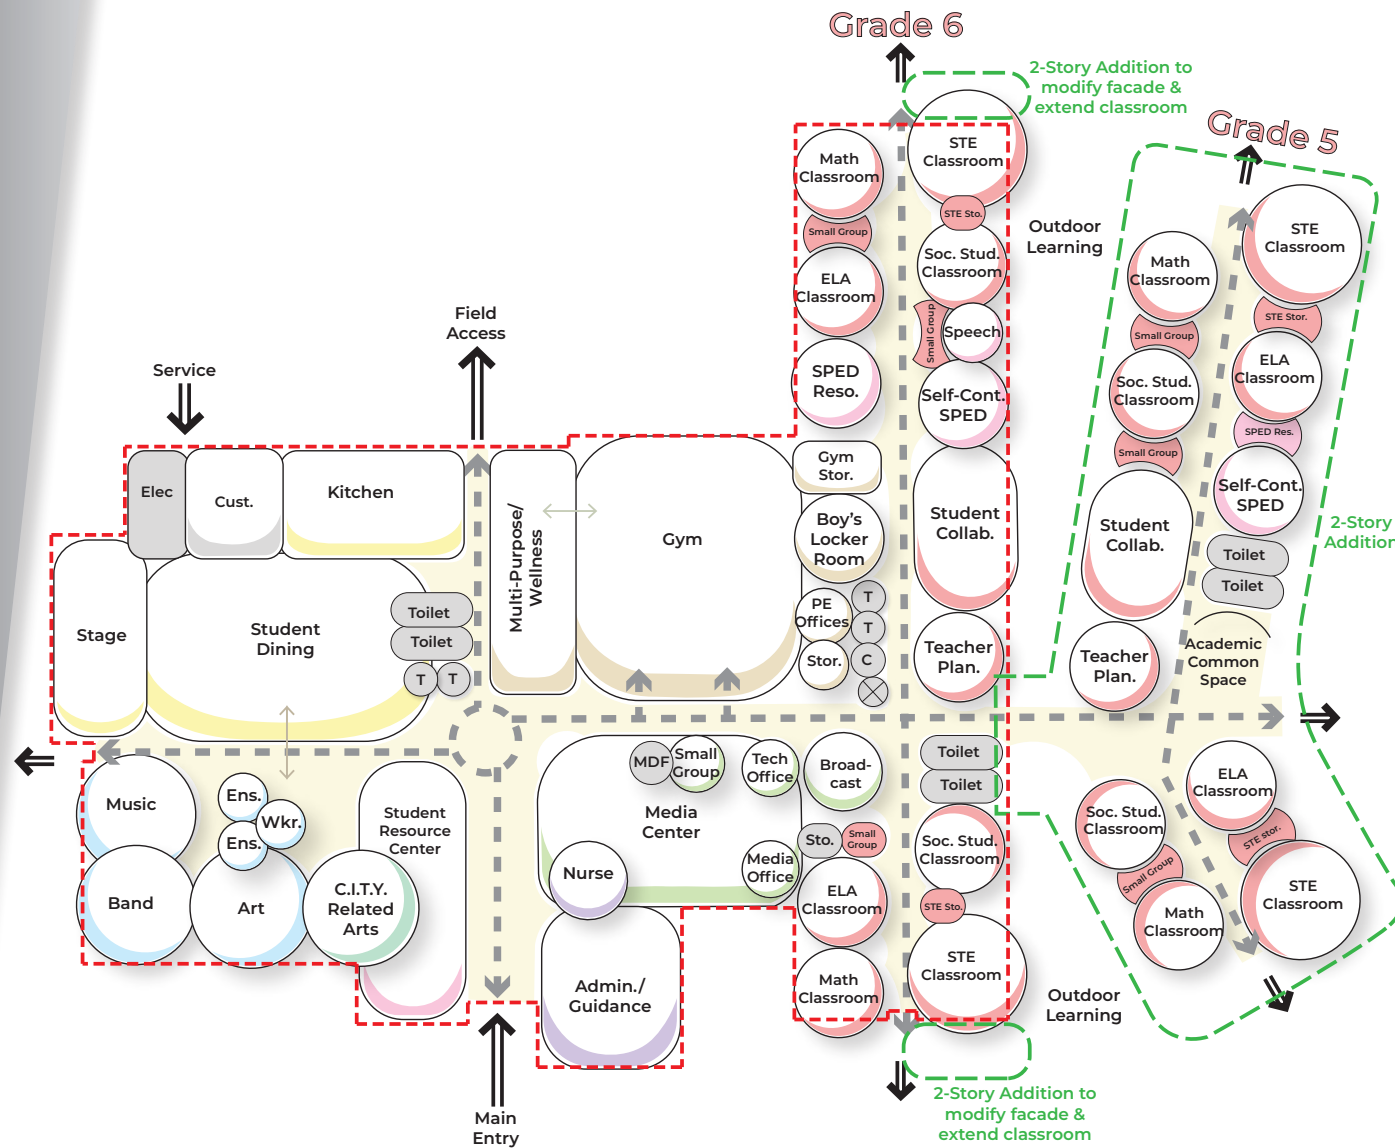 Grade 6
2-Story Addition to
modify facade &
extend classroom
Grade 5
STE
Classroom
Math
Classroom
STE Sto.
Small Group
Outdoor
Learning
Soc. Stud.
Classroom
ELA
Classroom
Small Group
Speech
SPED
Reso.
Self-Cont.
SPED
STE
Classroom
Math
Classroom
STE Stor.
Small Group
ELA
Classroom
Soc. Stud.
Classroom
SPED Res.
Small Group
Self-Cont.
SPED
Student
Collab.
2-Story
Addition
Toilet
Toilet
Academic
Common
Space
Teacher
Plan.
Field
Access
Service
Elec
Cust.
Kitchen
Multi-Purpose/
Wellness
Gym
Gym
Stor.
Boy's
Locker
Room
Student
Collab.
PE
Offices
T
T
C
Stor.
Teacher
Plan.
Stage
Student
Dining
Toilet
Toilet
T
T
Music
Ens.
Wkr.
Ens.
Band
Art
C.I.T.Y.
Related
Arts
Student
Resource
Center
MDF
Small
Group
Tech
Office
Broad-
cast
Media
Center
Nurse
Media
Office
Sto.
Small
Group
Toilet
Toilet
Soc. Stud.
Classroom
ELA
Classroom
STE Sto.
STE
Classroom
Math
Classroom
Admin./
Guidance
Main
Entry
ELA
Classroom
Soc. Stud.
Classroom
STE stor.
Small Group
STE
Classroom
Math
Classroom
Outdoor
Learning
2-Story Addition to
modify facade &
extend classroom